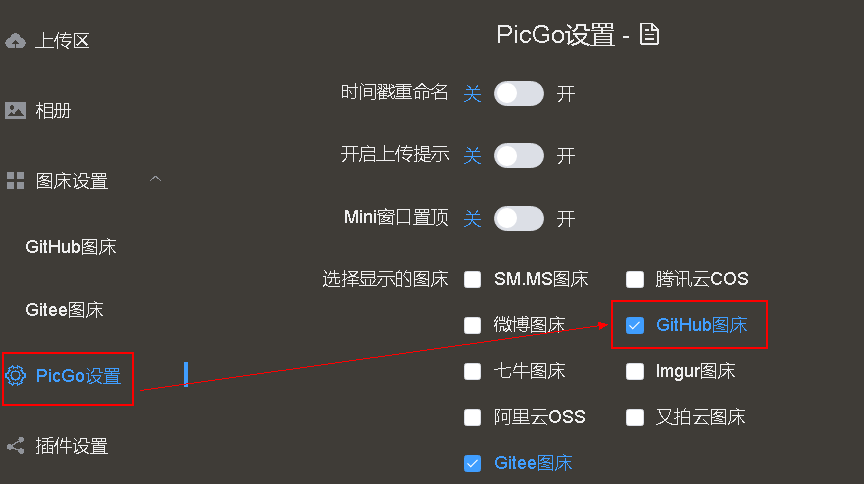 上传区
相册
图床设置
GitHub图床
Gitee图床
PicGo设置
插件设置
PicGo设置 -
时间戳重命名 关 开
开启上传提示 关 开
Mini窗口置顶 关 开
选择显示的图床 SM.MS图床 腾讯云COS
微博图床 GitHub图床
七牛图床 Imgur图床
阿里云OSS 又拍云图床
Gitee图床